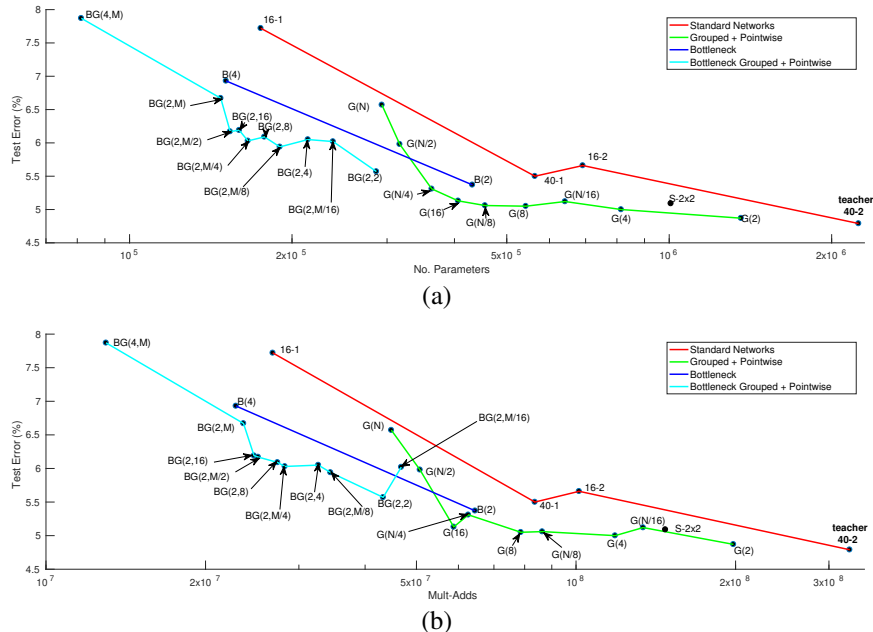 8
7.5
7
6.5
6
5.5
5
4.5
Test Error (%)
BG(4,M)
16-1
B(4)
BG(2,M)
BG(2,16)
BG(2,8)
BG(2,M/2)
BG(2,M/4)
BG(2,M/8)
BG(2,4)
BG(2,M/16)
BG(2,2)
G(N)
G(N/2)
G(N/4)
B(2)
G(16)
G(N/8)
G(8)
40-1
16-2
G(N/16)
G(4)
S-2x2
G(2)
teacher
40-2
Standard Networks
Grouped + Pointwise
Bottleneck
Bottleneck Grouped + Pointwise
10^5
2x10^5
5x10^5
10^6
2x10^6
No. Parameters
(a)
8
7.5
7
6.5
6
5.5
5
4.5
Test Error (%)
BG(4,M)
16-1
B(4)
BG(2,M)
BG(2,16)
BG(2,M/2)
BG(2,8)
BG(2,M/4)
BG(2,4)
BG(2,M/8)
BG(2,2)
BG(2,M/16)
G(N)
G(N/2)
G(N/4)
G(16)
B(2)
G(8)
G(N/8)
40-1
16-2
G(4)
G(N/16)
S-2x2
G(2)
teacher
40-2
Standard Networks
Grouped + Pointwise
Bottleneck
Bottleneck Grouped + Pointwise
10^7
2x10^7
5x10^7
10^8
2x10^8
3x10^8
Mult-Adds
(b)